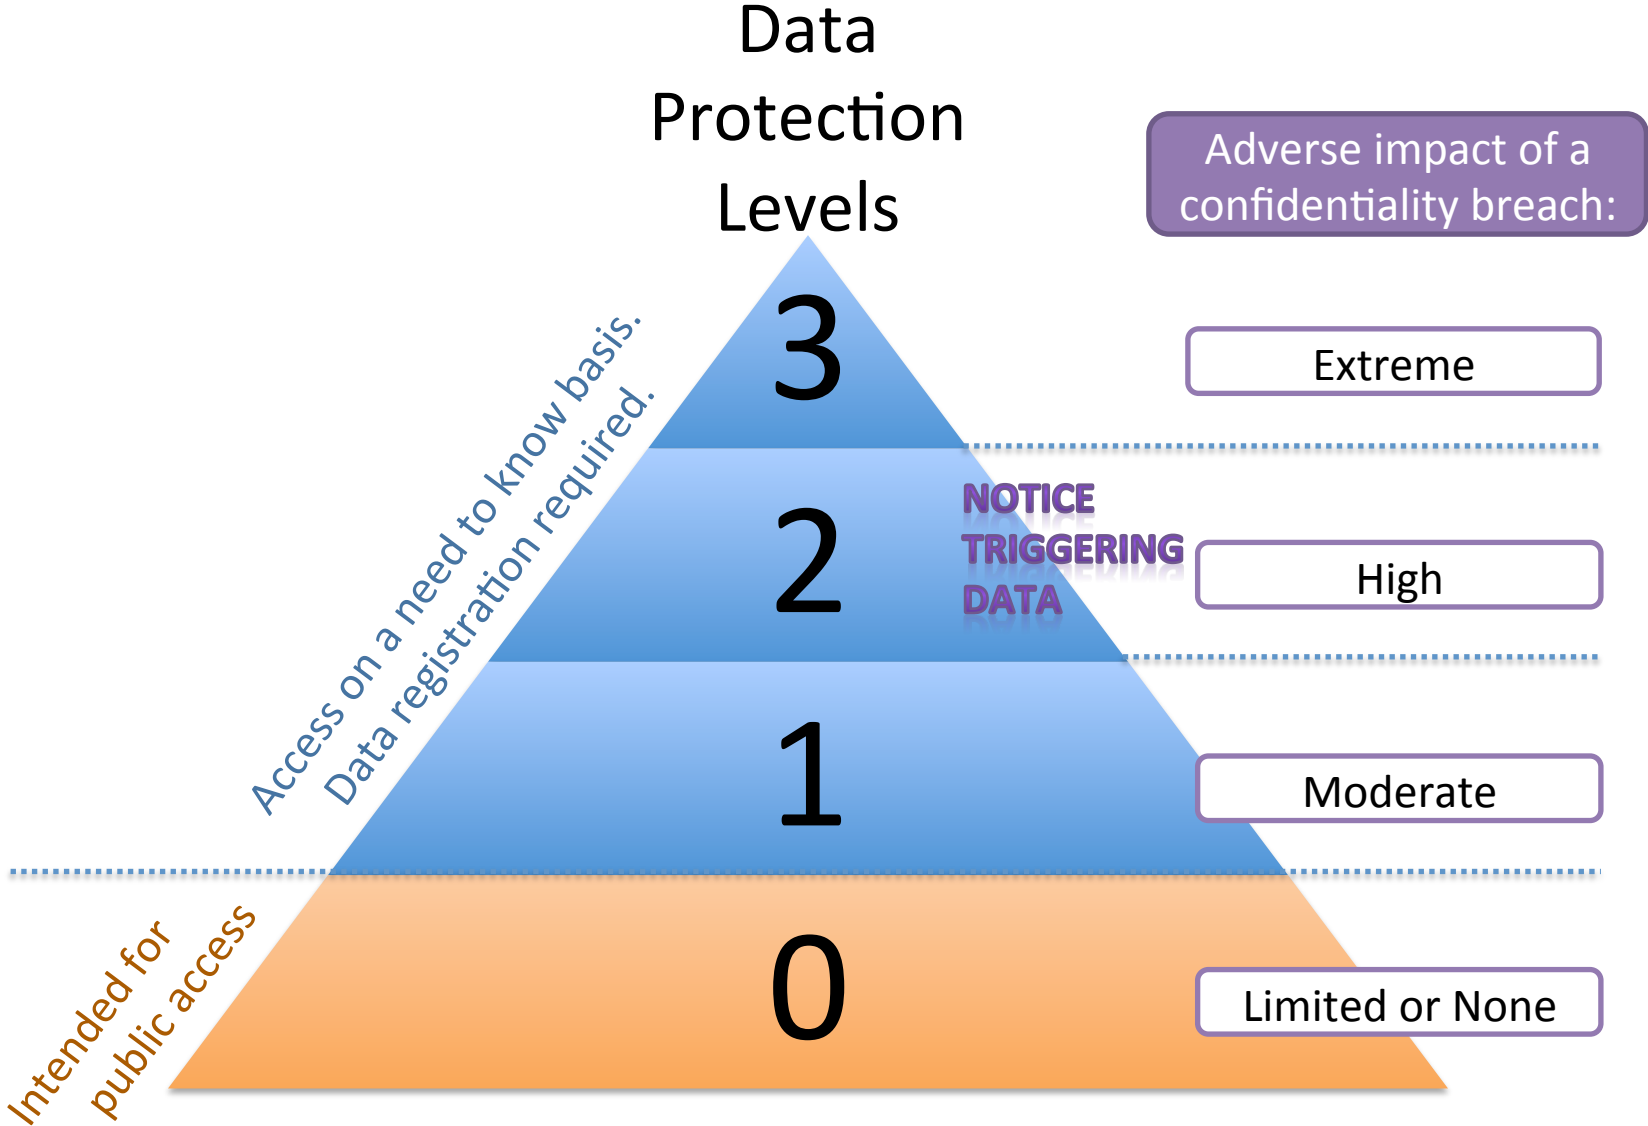 Data
Protection
Levels
Adverse impact of a
confidentiality breach:
Access on a need to know basis.
Data registration required.
3
Extreme
2
NOTICE
TRIGGERING
DATA
High
1
Moderate
Intended for
public access
0
Limited or None